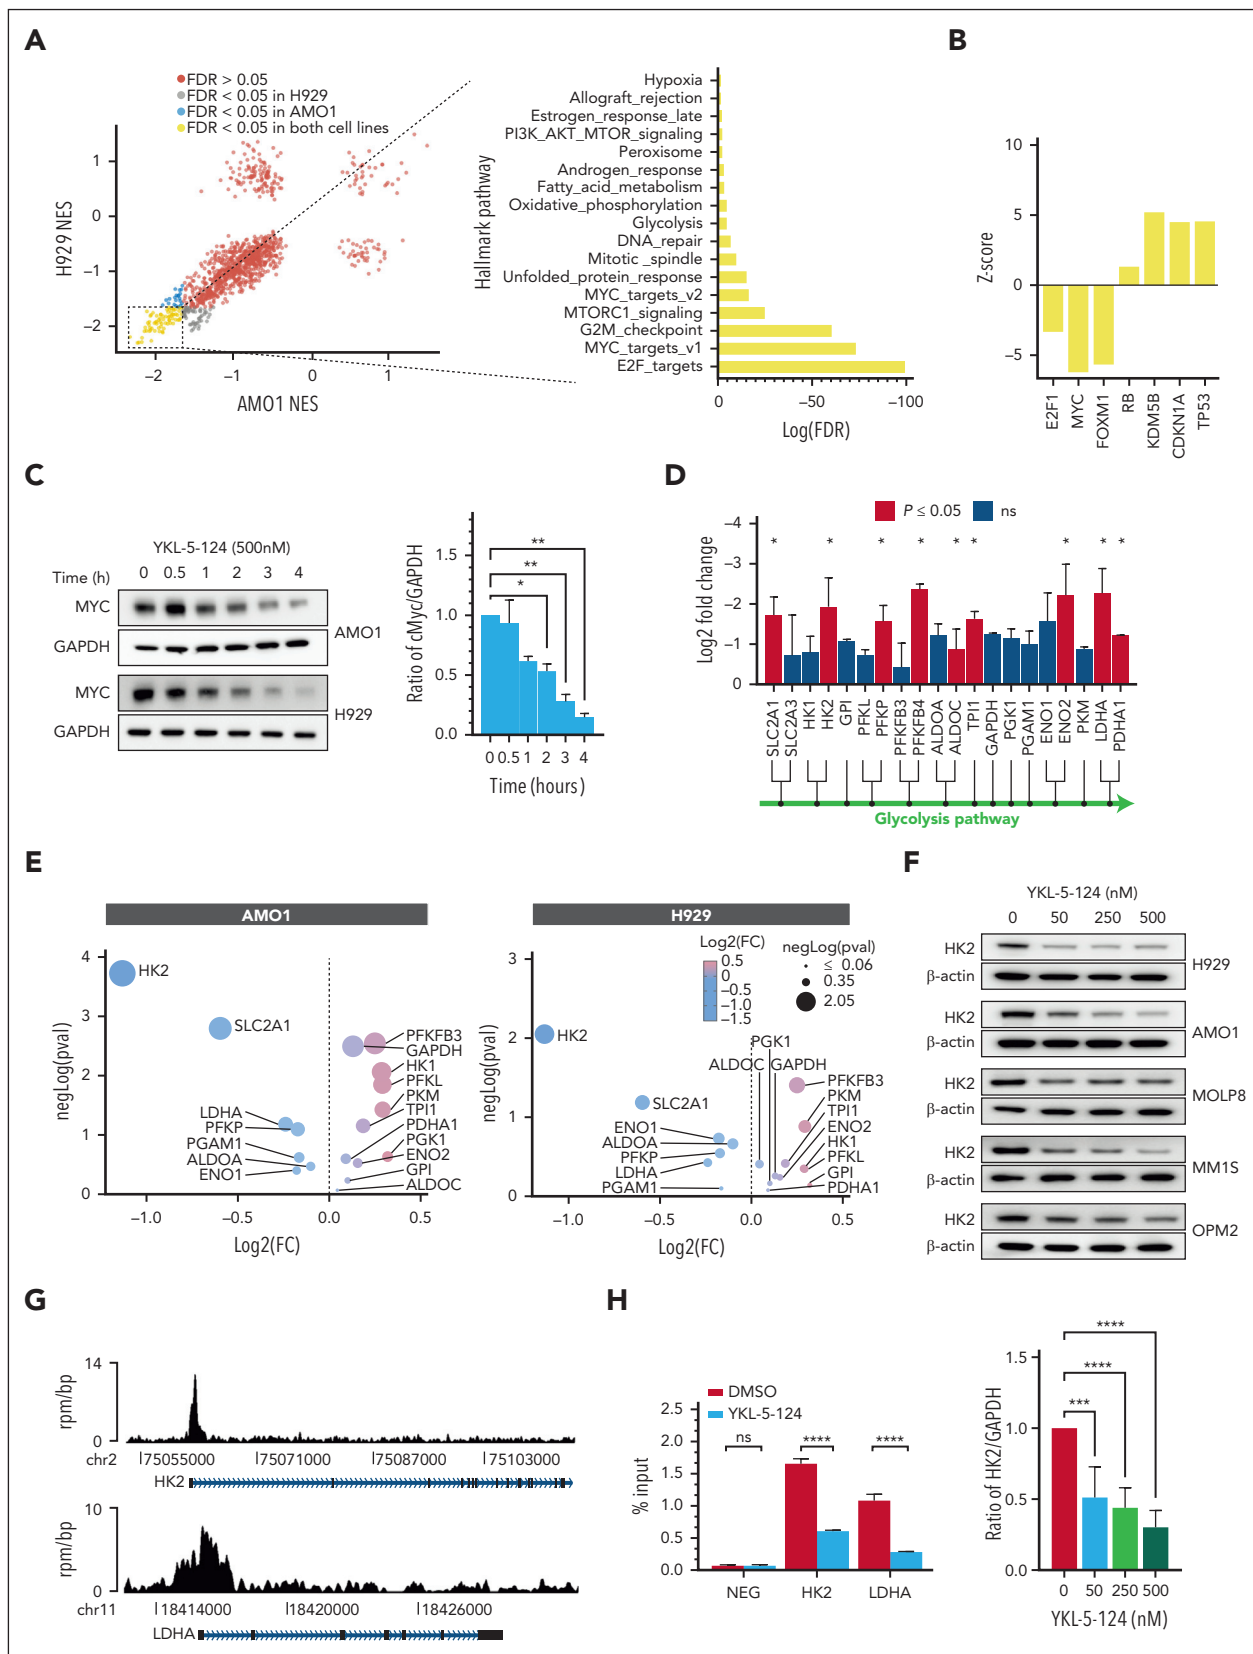 A
FDR > 0.05
FDR < 0.05 in H929
FDR < 0.05 in AMO1
FDR < 0.05 in both cell lines
H929 NES
1
0
−1
−2
−2
−1
0
1
AMO1 NES
Hallmark pathway
Hypoxia
Allograft_rejection
Estrogen_response_late
PI3K_AKT_MTOR_signaling
Peroxisome
Androgen_response
Fatty_acid_metabolism
Oxidative_phosphorylation
Glycolysis
DNA_repair
Mitotic _spindle
Unfolded_protein_response
MYC_targets_v2
MTORC1_signaling
G2M_checkpoint
MYC_targets_v1
E2F_targets
0
−50
−100
Log(FDR)
B
Z-score
10
5
0
−5
E2F1
MYC
FOXM1
RB
KDM5B
CDKN1A
TP53
C
YKL-5-124 (500nM)
Time (h)
0 0.5 1 2 3 4
MYC
GAPDH
AMO1
MYC
GAPDH
H929
Ratio of cMyc/GAPDH
1.5
1.0
0.5
0.0
**
**
*
0 0.5 1 2 3 4
Time (hours)
D
P ≤ 0.05
ns
Log2 fold change
−4
−3
−2
−1
0
* * * * * * * * *
SLC2A1
SLC2A3
HK1
HK2
GPI
PFKL
PFKP
PFKFB3
PFKFB4
ALDOA
ALDOC
TPI1
GAPDH
PGK1
PGAM1
ENO1
ENO2
PKM
LDHA
PDHA1
Glycolysis pathway
E
AMO1
negLog(pval)
4
3
2
1
0
HK2
SLC2A1
PFKFB3
GAPDH
HK1
PFKL
PKM
TPI1
PDHA1
PGK1
ENO2
GPI
ALDOC
LDHA
PFKP
PGAM1
ALDOA
ENO1
−1.0
−0.5
0.0
0.5
Log2(FC)
H929
negLog(pval)
3
2
1
0
Log2(FC)
0.5
0
−0.5
−1.0
−1.5
negLog(pval)
≤ 0.06
0.35
2.05
HK2
SLC2A1
ENO1
ALDOA
PFKP
LDHA
PGAM1
PGK1
ALDOC
GAPDH
PFKFB3
PKM
TPI1
ENO2
HK1
PFKL
GPI
PDHA1
−1.0
−0.5
0.0
0.5
Log2(FC)
F
YKL-5-124 (nM)
0 50 250 500
HK2
β-actin
H929
HK2
β-actin
AMO1
HK2
β-actin
MOLP8
HK2
β-actin
MM1S
HK2
β-actin
OPM2
G
rpm/bp
14
0
chr2
75055000
75071000
75087000
75103000
HK2
rpm/bp
10
0
chr11
18414000
18420000
18426000
LDHA
H
DMSO
YKL-5-124
% input
2.5
2.0
1.5
1.0
0.5
0.0
ns
****
****
NEG
HK2
LDHA
Ratio of HK2/GAPDH
1.5
1.0
0.5
0.0
****
****
***
0 50 250 500
YKL-5-124 (nM)